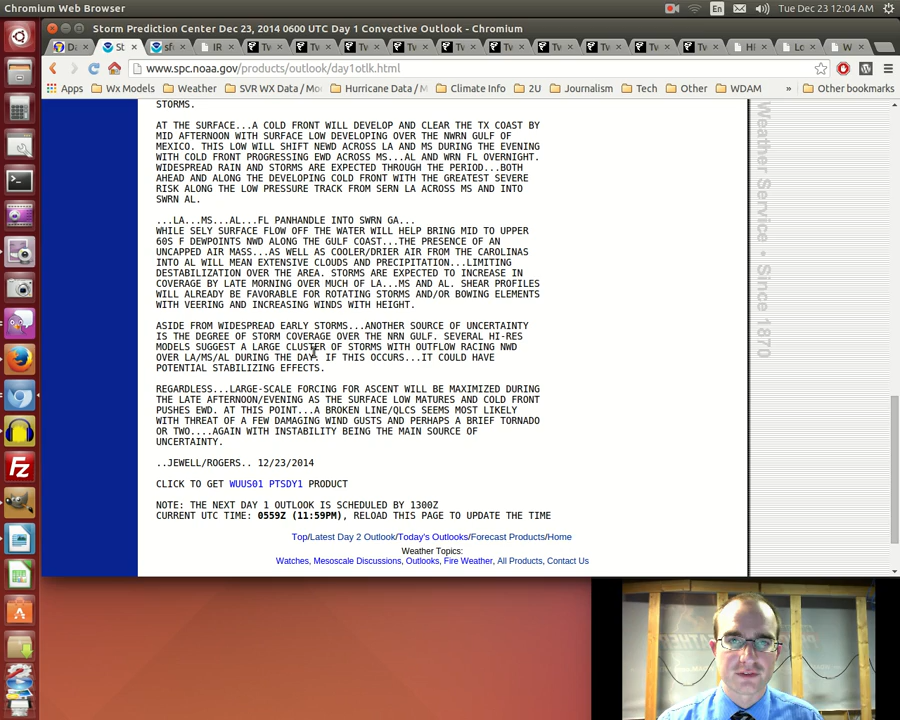 Chromium Web Browser
En
Tue Dec 23 12:04 AM
Storm Prediction Center Dec 23, 2014 0600 UTC Day 1 Convective Outlook - Chromium
www.spc.noaa.gov/products/outlook/day1otlk.html
Apps Wx Models Weather SVR WX Data / Mo Hurricane Data / M Climate Info 2U Journalism Tech Other WDAM » Other bookmarks
STORMS.
AT THE SURFACE...A COLD FRONT WILL DEVELOP AND CLEAR THE TX COAST BY
MID AFTERNOON WITH SURFACE LOW DEVELOPING OVER THE NWRN GULF OF
MEXICO. THIS LOW WILL SHIFT NEWD ACROSS LA AND MS DURING THE EVENING
WITH COLD FRONT PROGRESSING EWD ACROSS MS...AL AND WRN FL OVERNIGHT.
WIDESPREAD RAIN AND STORMS ARE EXPECTED THROUGH THE PERIOD...BOTH
AHEAD AND ALONG THE DEVELOPING COLD FRONT WITH THE GREATEST SEVERE
RISK ALONG THE LOW PRESSURE TRACK FROM SERN LA ACROSS MS AND INTO
SWRN AL.
...LA...MS...AL...FL PANHANDLE INTO SWRN GA...
WHILE SELY SURFACE FLOW OFF THE WATER WILL HELP BRING MID TO UPPER
60S F DEWPOINTS NWD ALONG THE GULF COAST...THE PRESENCE OF AN
UNCAPPED AIR MASS...AS WELL AS COOLER/DRIER AIR FROM THE CAROLINAS
INTO AL WILL MEAN EXTENSIVE CLOUDS AND PRECIPITATION...LIMITING
DESTABILIZATION OVER THE AREA. STORMS ARE EXPECTED TO INCREASE IN
COVERAGE BY LATE MORNING OVER MUCH OF LA...MS AND AL. SHEAR PROFILES
WILL ALREADY BE FAVORABLE FOR ROTATING STORMS AND/OR BOWING ELEMENTS
WITH VEERING AND INCREASING WINDS WITH HEIGHT.
ASIDE FROM WIDESPREAD EARLY STORMS...ANOTHER SOURCE OF UNCERTAINTY
IS THE DEGREE OF STORM COVERAGE OVER THE NRN GULF. SEVERAL HI-RES
MODELS SUGGEST A LARGE CLUSTER OF STORMS WITH OUTFLOW RACING NWD
OVER LA/MS/AL DURING THE DAY. IF THIS OCCURS...IT COULD HAVE
POTENTIAL STABILIZING EFFECTS.
REGARDLESS...LARGE-SCALE FORCING FOR ASCENT WILL BE MAXIMIZED DURING
THE LATE AFTERNOON/EVENING AS THE SURFACE LOW MATURES AND COLD FRONT
PUSHES EWD. AT THIS POINT...A BROKEN LINE/QLCS SEEMS MOST LIKELY
WITH THREAT OF A FEW DAMAGING WIND GUSTS AND PERHAPS A BRIEF TORNADO
OR TWO....AGAIN WITH INSTABILITY BEING THE MAIN SOURCE OF
UNCERTAINTY.
..JEWELL/ROGERS.. 12/23/2014
CLICK TO GET WUUS01 PTSDY1 PRODUCT
NOTE: THE NEXT DAY 1 OUTLOOK IS SCHEDULED BY 1300Z
CURRENT UTC TIME: 0559Z (11:59PM), RELOAD THIS PAGE TO UPDATE THE TIME
Top/Latest Day 2 Outlook/Today's Outlooks/Forecast Products/Home
Weather Topics:
Watches, Mesoscale Discussions, Outlooks, Fire Weather, All Products, Contact Us
Weather Service • Since 1870